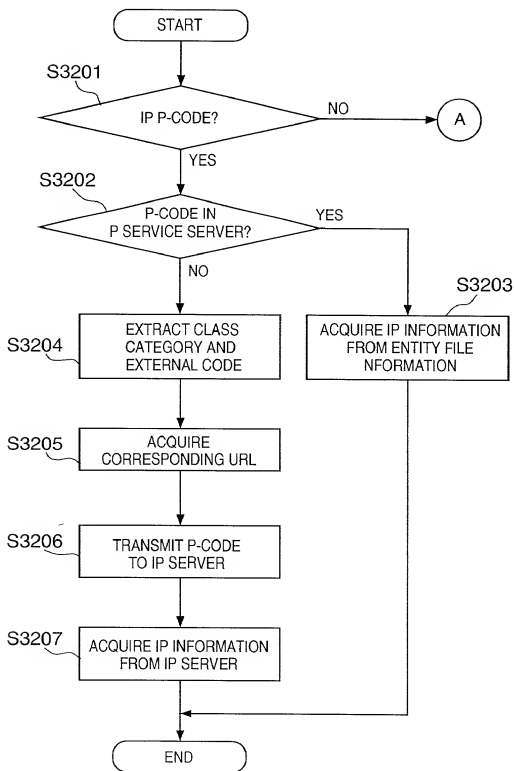 START
S3201
IP P-CODE?
NO
A
YES
S3202
P-CODE IN
P SERVICE SERVER?
YES
NO
S3203
ACQUIRE IP INFORMATION
FROM ENTITY FILE
NFORMATION
S3204
EXTRACT CLASS
CATEGORY AND
EXTERNAL CODE
S3205
ACQUIRE
CORRESPONDING URL
S3206
TRANSMIT P-CODE
TO IP SERVER
S3207
ACQUIRE IP INFORMATION
FROM IP SERVER
END